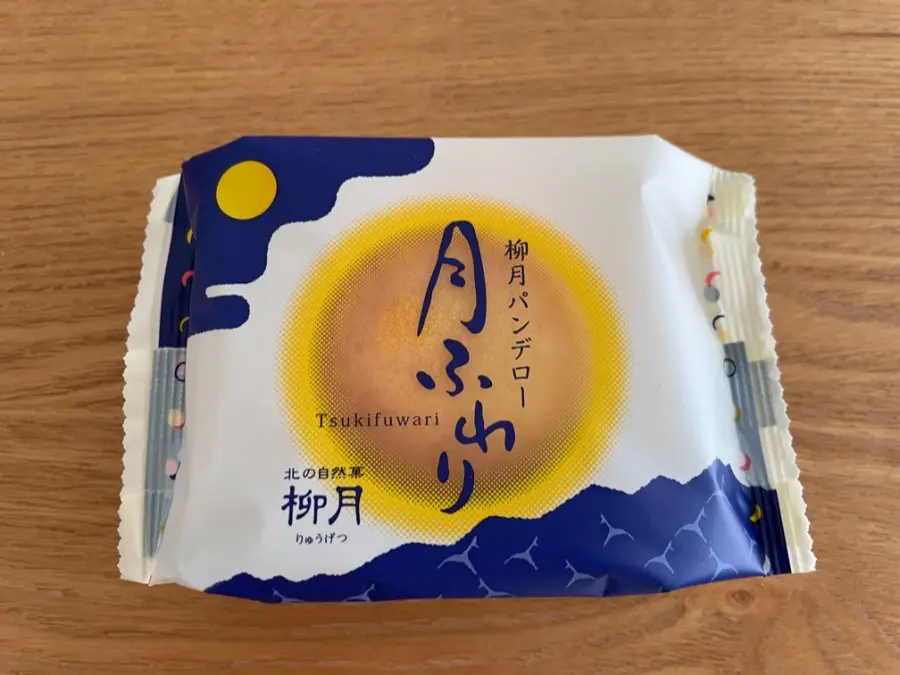 柳月パンデロー
月ふわり
Tsukifuwari
北の自然菓
柳月
りゅうげつ